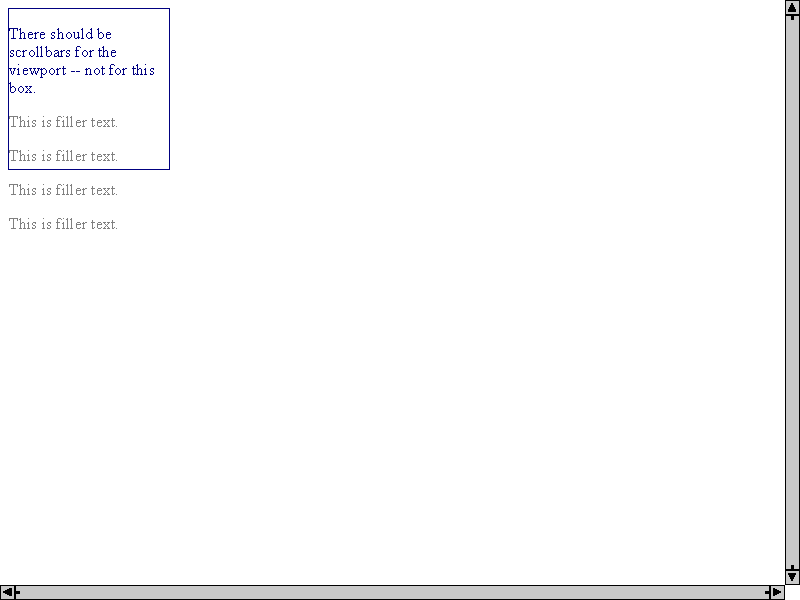 There should be
scrollbars for the
viewport -- not for this
box.
This is filler text.
This is filler text.
This is filler text.
This is filler text.